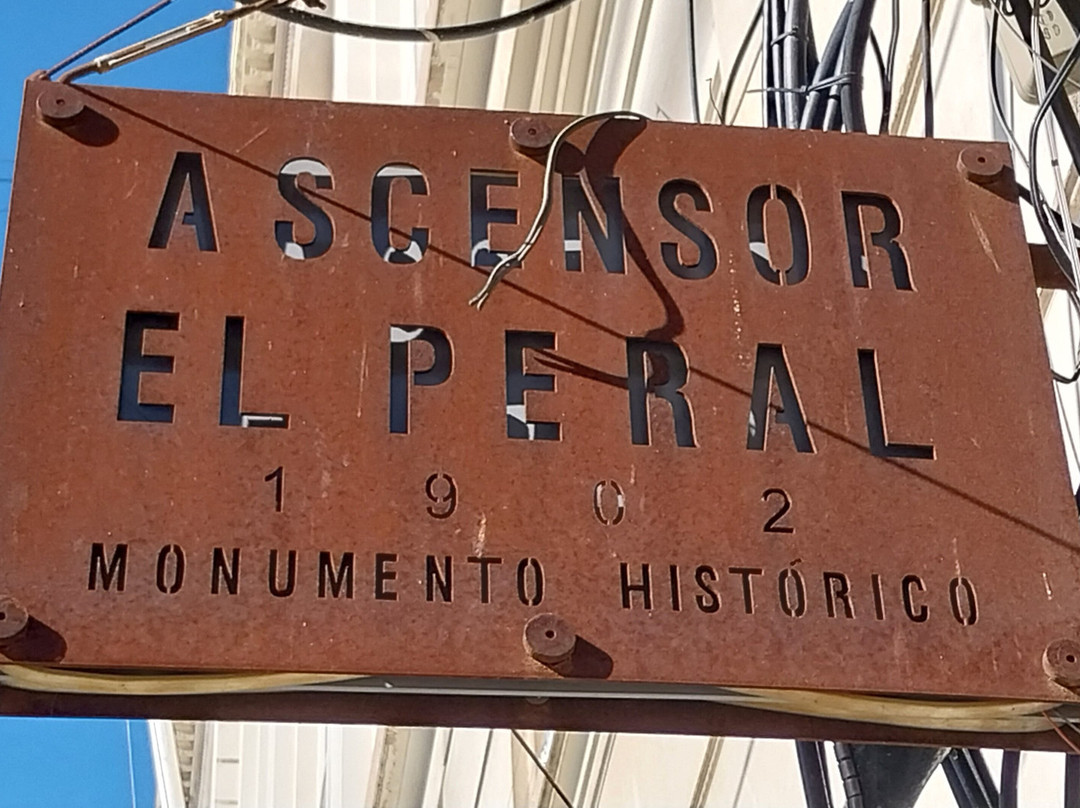 ASCENSOR
EL PERAL
1902
MONUMENTO HISTÓRICO